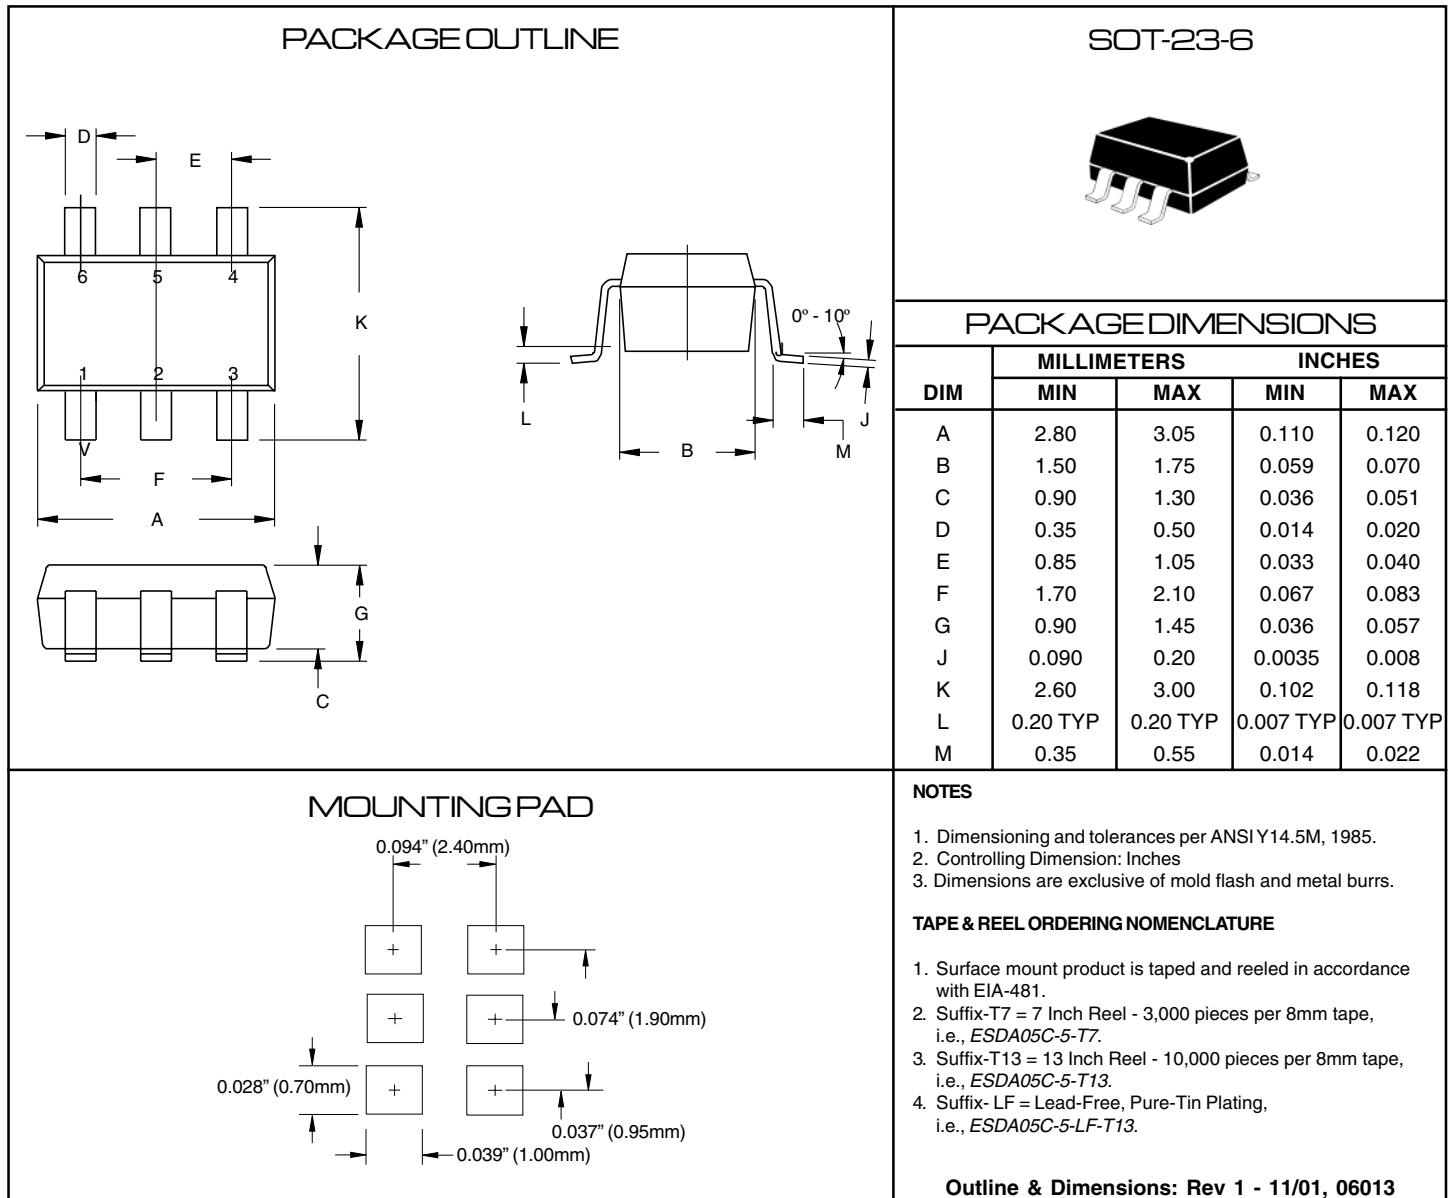 PACKAGE OUTLINE
D
E
6 5 4
K
1 2 3
V
F
A
G
C
0º - 10º
L
B
M
J
SOT-23-6
PACKAGE DIMENSIONS
MILLIMETERS INCHES
DIM MIN MAX MIN MAX
A 2.80 3.05 0.110 0.120
B 1.50 1.75 0.059 0.070
C 0.90 1.30 0.036 0.051
D 0.35 0.50 0.014 0.020
E 0.85 1.05 0.033 0.040
F 1.70 2.10 0.067 0.083
G 0.90 1.45 0.036 0.057
J 0.090 0.20 0.0035 0.008
K 2.60 3.00 0.102 0.118
L 0.20 TYP 0.20 TYP 0.007 TYP 0.007 TYP
M 0.35 0.55 0.014 0.022
MOUNTING PAD
0.094” (2.40mm)
0.074” (1.90mm)
0.028” (0.70mm)
0.037” (0.95mm)
0.039” (1.00mm)
NOTES
1. Dimensioning and tolerances per ANSI Y14.5M, 1985.
2. Controlling Dimension: Inches
3. Dimensions are exclusive of mold flash and metal burrs.
TAPE & REEL ORDERING NOMENCLATURE
1. Surface mount product is taped and reeled in accordance
with EIA-481.
2. Suffix-T7 = 7 Inch Reel - 3,000 pieces per 8mm tape,
i.e., ESDA05C-5-T7.
3. Suffix-T13 = 13 Inch Reel - 10,000 pieces per 8mm tape,
i.e., ESDA05C-5-T13.
4. Suffix- LF = Lead-Free, Pure-Tin Plating,
i.e., ESDA05C-5-LF-T13.
Outline & Dimensions: Rev 1 - 11/01, 06013